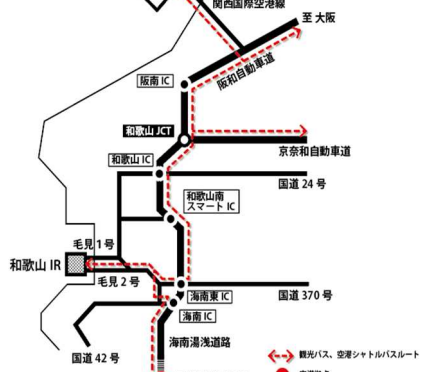 関西国際空港線
至 大阪
阪南 IC
阪和自動車道
和歌山 JCT
京奈和自動車道
和歌山 IC
国道 24 号
和歌山南
スマート IC
毛見 1 号
和歌山 IR
毛見 2 号
海南東 IC
国道 370 号
海南 IC
海南湯浅道路
国道 42 号
観光バス、空港シャトルバスルート